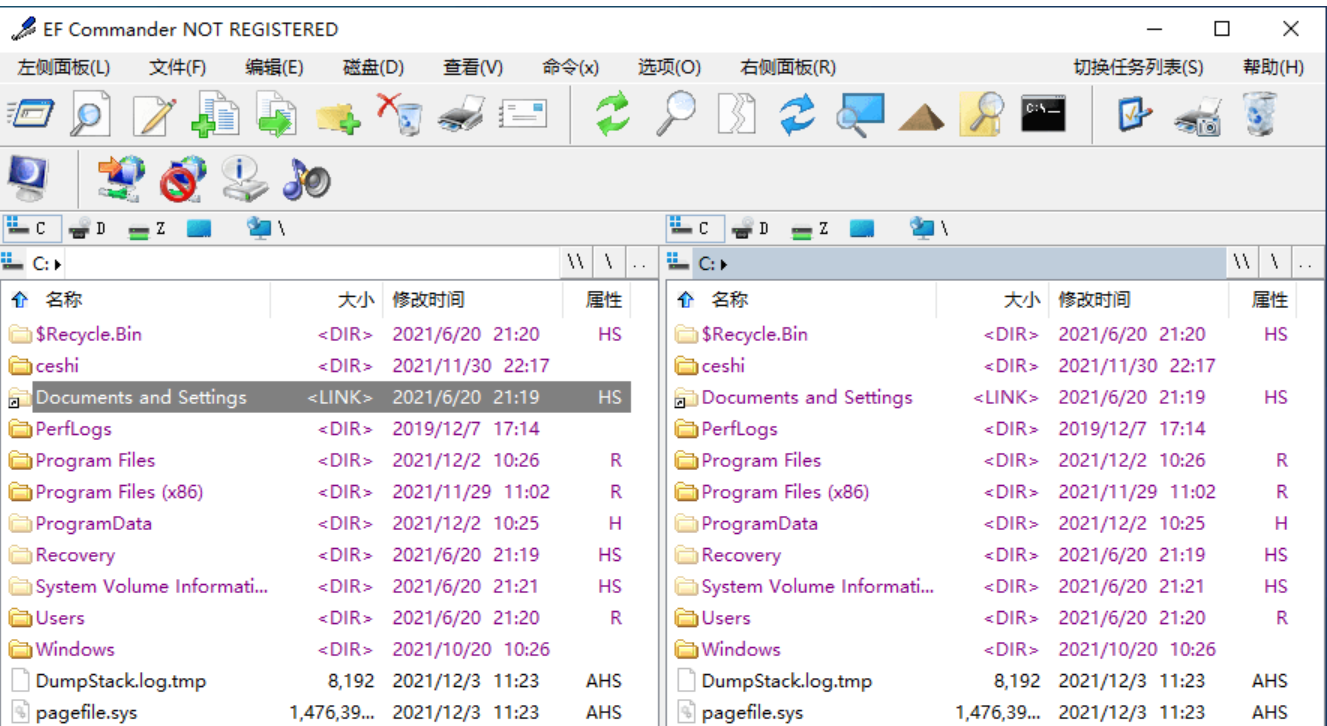 EF Commander NOT REGISTERED
左侧面板(L) 文件(F) 编辑(E) 磁盘(D) 查看(V) 命令(x) 选项(O) 右侧面板(R) 切换任务列表(S) 帮助(H)
C:\
C D Z \ C D Z \
C: \\ \ .. C: \\ \ ..
名称 大小 修改时间 属性 名称 大小 修改时间 属性
$Recycle.Bin <DIR> 2021/6/20 21:20 HS $Recycle.Bin <DIR> 2021/6/20 21:20 HS
ceshi <DIR> 2021/11/30 22:17 ceshi <DIR> 2021/11/30 22:17
Documents and Settings <LINK> 2021/6/20 21:19 HS Documents and Settings <LINK> 2021/6/20 21:19 HS
PerfLogs <DIR> 2019/12/7 17:14 PerfLogs <DIR> 2019/12/7 17:14
Program Files <DIR> 2021/12/2 10:26 R Program Files <DIR> 2021/12/2 10:26 R
Program Files (x86) <DIR> 2021/11/29 11:02 R Program Files (x86) <DIR> 2021/11/29 11:02 R
ProgramData <DIR> 2021/12/2 10:25 H ProgramData <DIR> 2021/12/2 10:25 H
Recovery <DIR> 2021/6/20 21:19 HS Recovery <DIR> 2021/6/20 21:19 HS
System Volume Informati... <DIR> 2021/6/20 21:21 HS System Volume Informati... <DIR> 2021/6/20 21:21 HS
Users <DIR> 2021/6/20 21:20 R Users <DIR> 2021/6/20 21:20 R
Windows <DIR> 2021/10/20 10:26 Windows <DIR> 2021/10/20 10:26
DumpStack.log.tmp 8,192 2021/12/3 11:23 AHS DumpStack.log.tmp 8,192 2021/12/3 11:23 AHS
pagefile.sys 1,476,39... 2021/12/3 11:23 AHS pagefile.sys 1,476,39... 2021/12/3 11:23 AHS